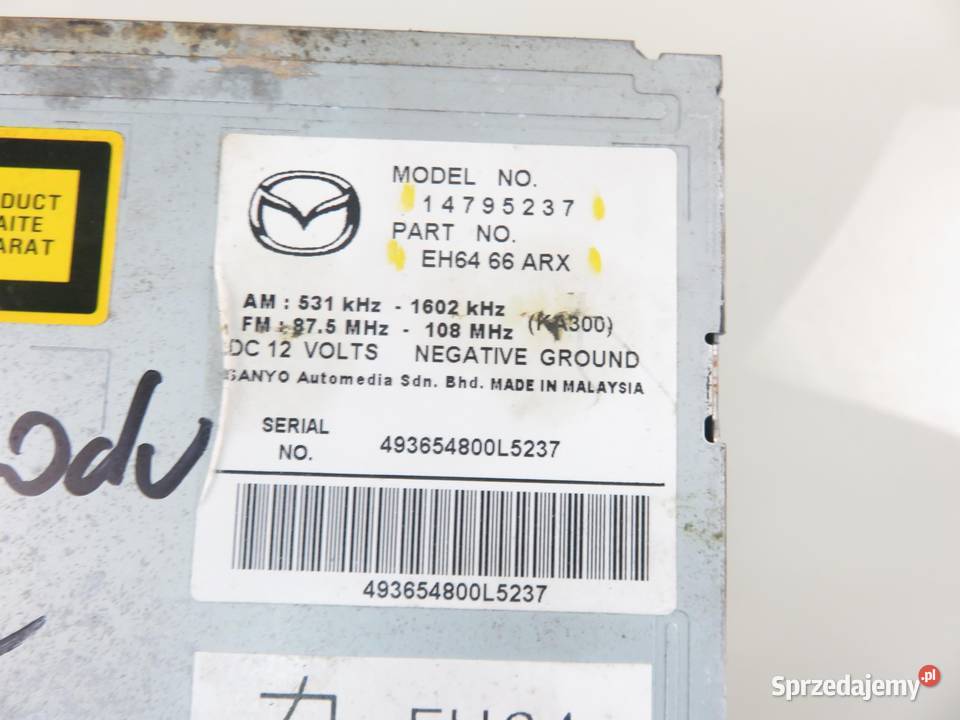 DUCT
AITE
ARAT
MODEL NO.
14795237
PART NO.
EH64 66 ARX
AM : 531 kHz - 1602 kHz
FM : 87.5 MHz - 108 MHz (KA300)
DC 12 VOLTS NEGATIVE GROUND
SANYO Automedia Sdn. Bhd. MADE IN MALAYSIA
SERIAL NO. 493654800L5237
493654800L5237
Sprzedajemy.pl